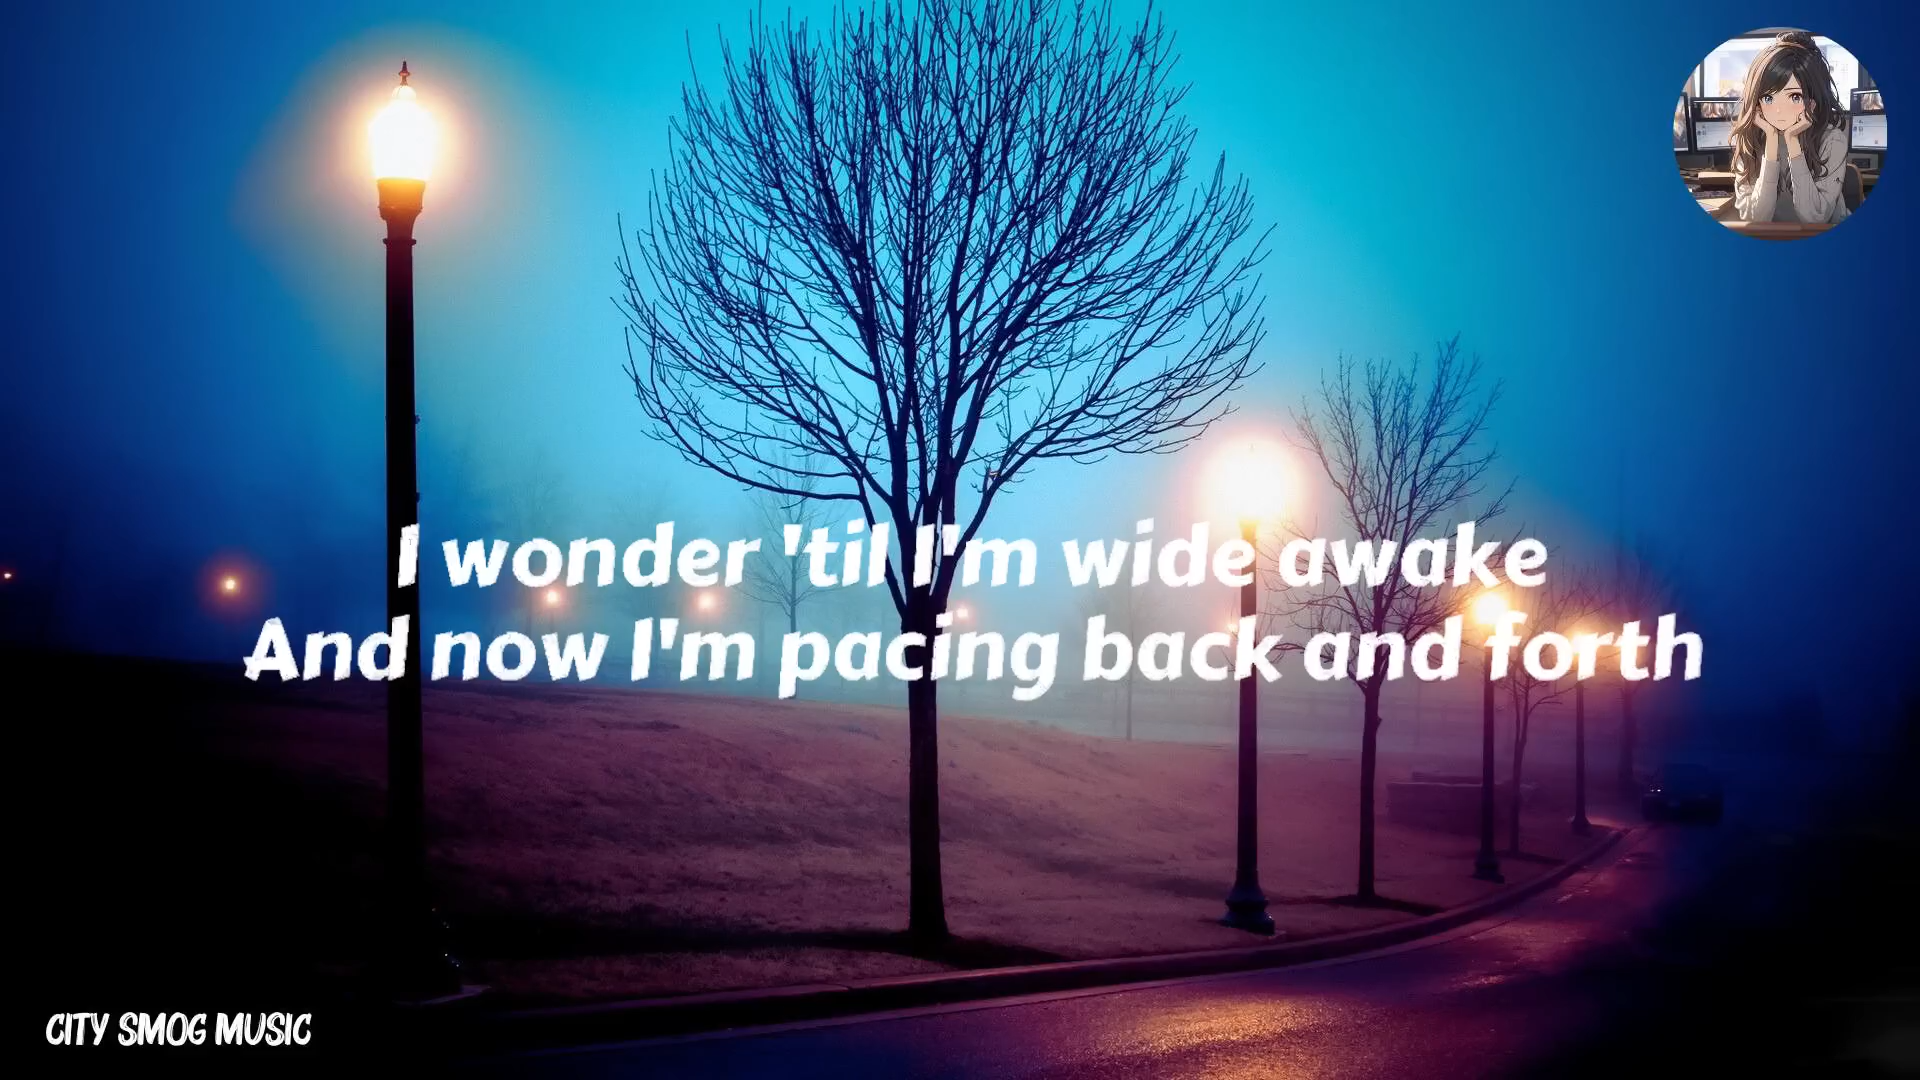 I wonder 'til I'm wide awake
And now I'm pacing back and forth
CITY SMOG MUSIC